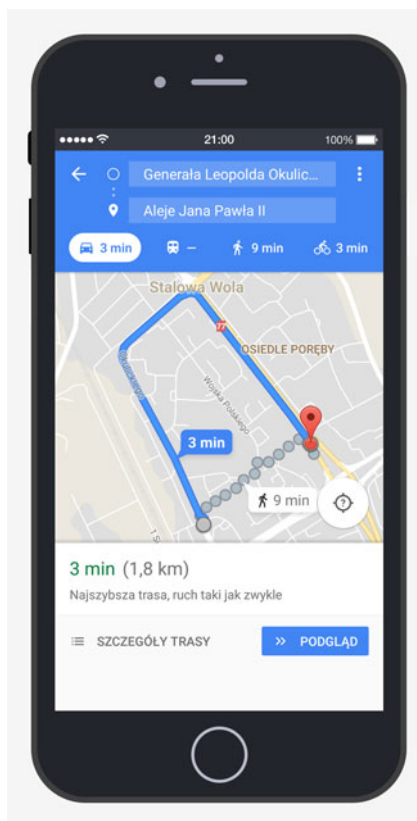 21:00
100%
Generała Leopolda Okulic...
Aleje Jana Pawła II
3 min
–
9 min
3 min
Stalowa Wola
77
OSIEDLE PORĘBY
Okulickiego
Wojska Polskiego
3 min
9 min
3 min (1,8 km)
Najszybsza trasa, ruch taki jak zwykle
SZCZEGÓŁY TRASY
PODGLĄD